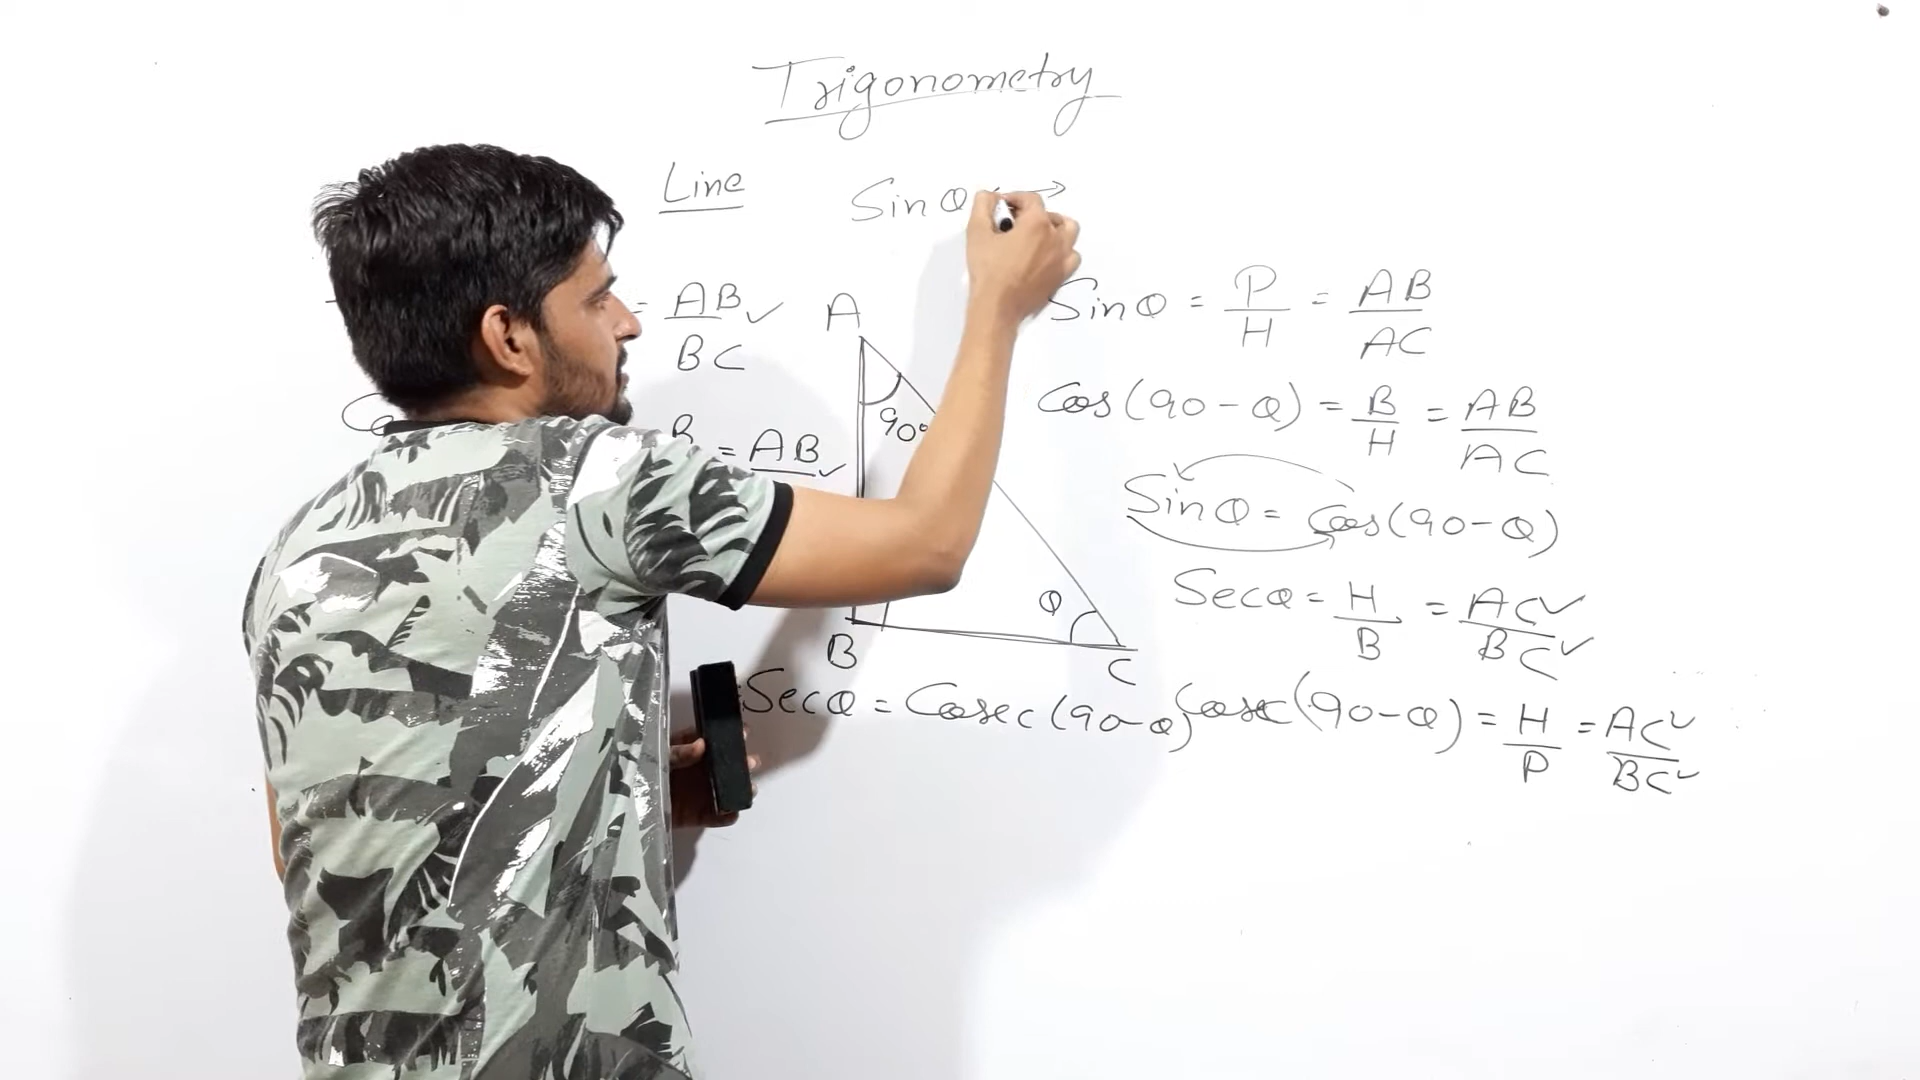 Trigonometry
Line
Sin θ
= AB/BC ✓
A
Sin θ = P/H = AB/AC
90°
Cos(90-θ) = B/H = AB/AC
B = AB ✓
Sin θ = Cos(90-θ)
θ
Sec θ = H/B = AC✓/BC✓
B
C
Sec θ = Cosec(90-θ)
Cosec(90-θ) = H/P = AC✓/BC✓